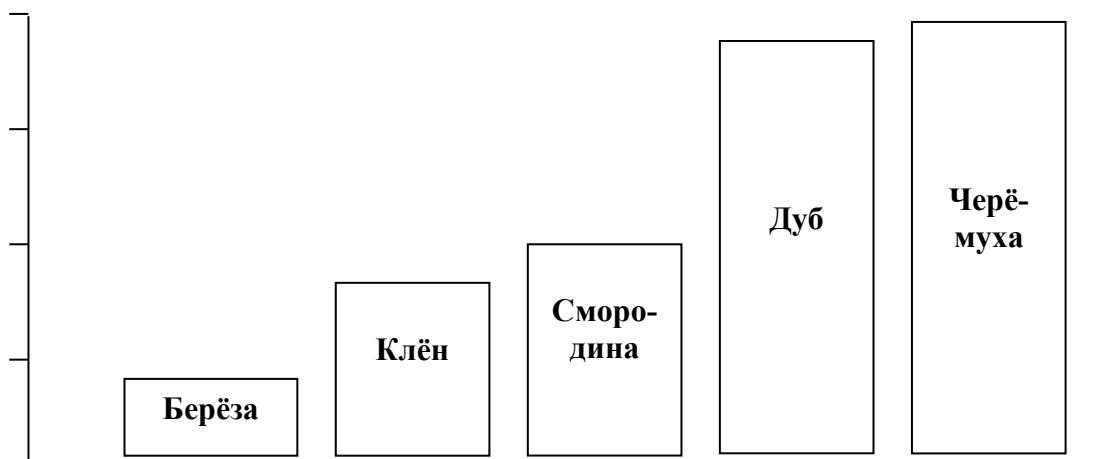 Берёза
Клён
Сморо-
дина
Дуб
Черё-
муха